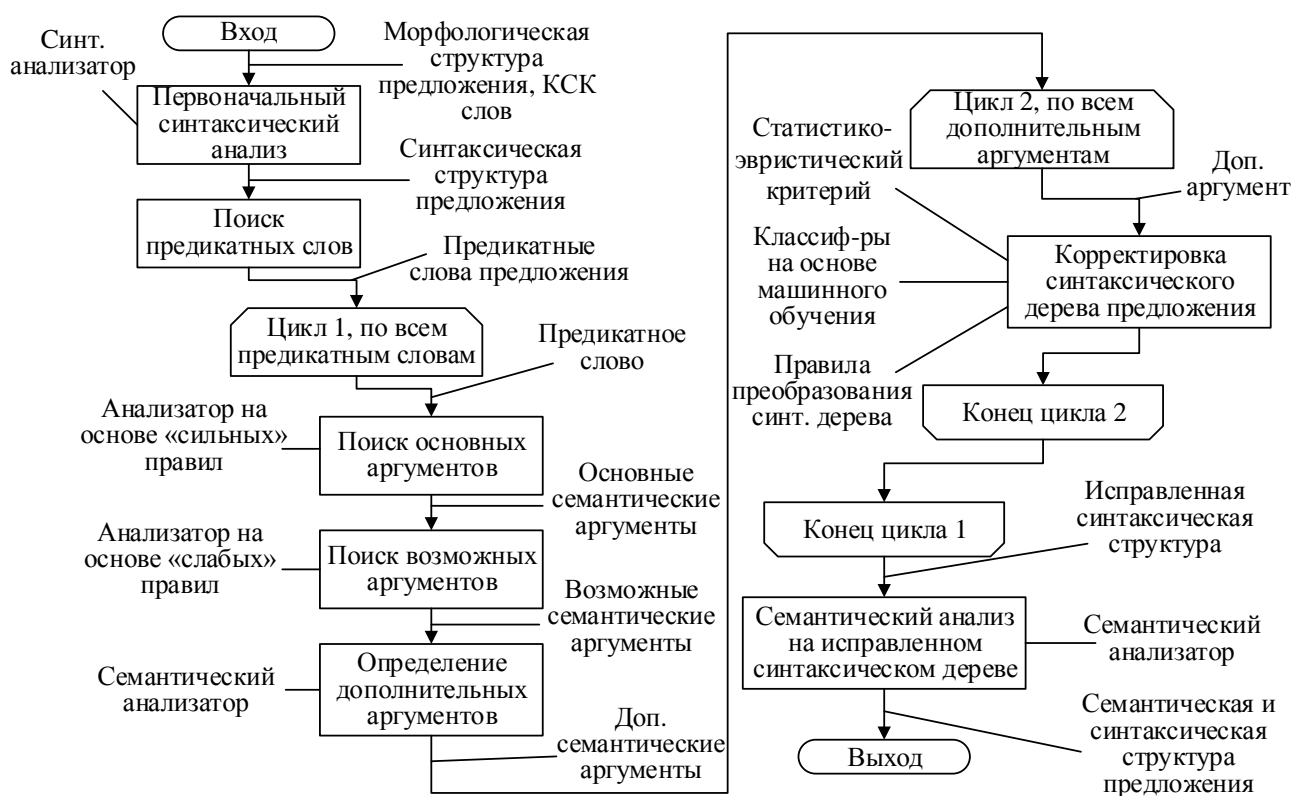 Вход
Синт.
анализатор
Морфологическая
структура
предложения, КСК
слов
Первоначальный
синтаксический
анализ
Синтаксическая
структура
предложения
Поиск
предикатных слов
Предикатные
слова предложения
Цикл 1, по всем
предикатным словам
Предикатное
слово
Анализатор на
основе «сильных»
правил
Поиск основных
аргументов
Основные
семантические
аргументы
Анализатор на
основе «слабых»
правил
Поиск возможных
аргументов
Возможные
семантические
аргументы
Семантический
анализатор
Определение
дополнительных
аргументов
Доп.
семантические
аргументы
Цикл 2, по всем
дополнительным
аргументам
Доп.
аргумент
Статистико-
эвристический
критерий
Классиф-ры
на основе
машинного
обучения
Правила
преобразования
синт. дерева
Корректировка
синтаксического
дерева предложения
Конец цикла 2
Конец цикла 1
Исправленная
синтаксическая
структура
Семантический анализ
на исправленном
синтаксическом дереве
Семантический
анализатор
Семантическая и
синтаксическая
структура
предложения
Выход